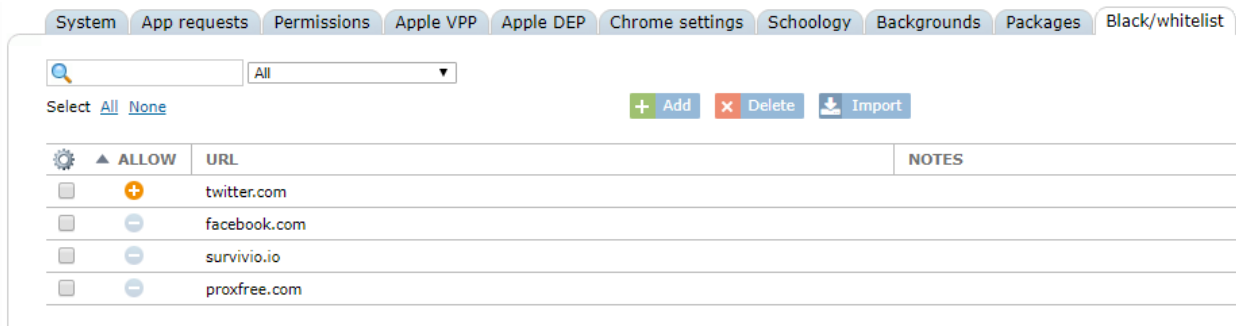 System App requests Permissions Apple VPP Apple DEP Chrome settings Schoology Backgrounds Packages Black/whitelist
All
Select All None
Add Delete Import
ALLOW URL NOTES
twitter.com
facebook.com
survivio.io
proxfree.com